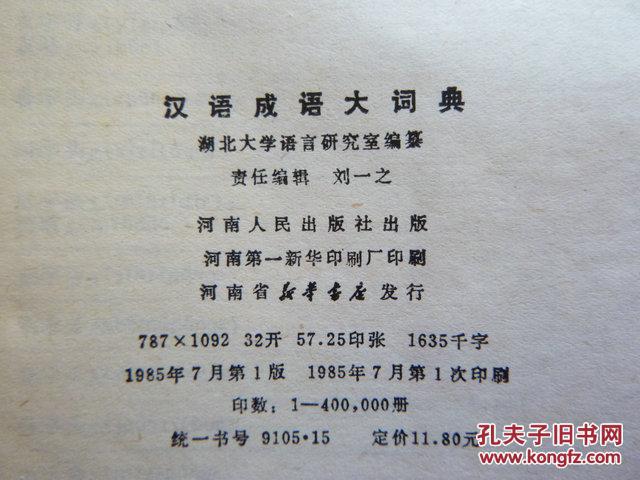 汉语成语大词典
湖北大学语言研究室编纂
责任编辑 刘一之
河南人民出版社出版
河南第一新华印刷厂印刷
河南省新华书店发行
787×1092 32开 57.25印张 1635千字
1985年7月第1版 1985年7月第1次印刷
印数：1—400,000册
统一书号 9105·15 定价11.80元
孔夫子旧书网
www.kongfz.com